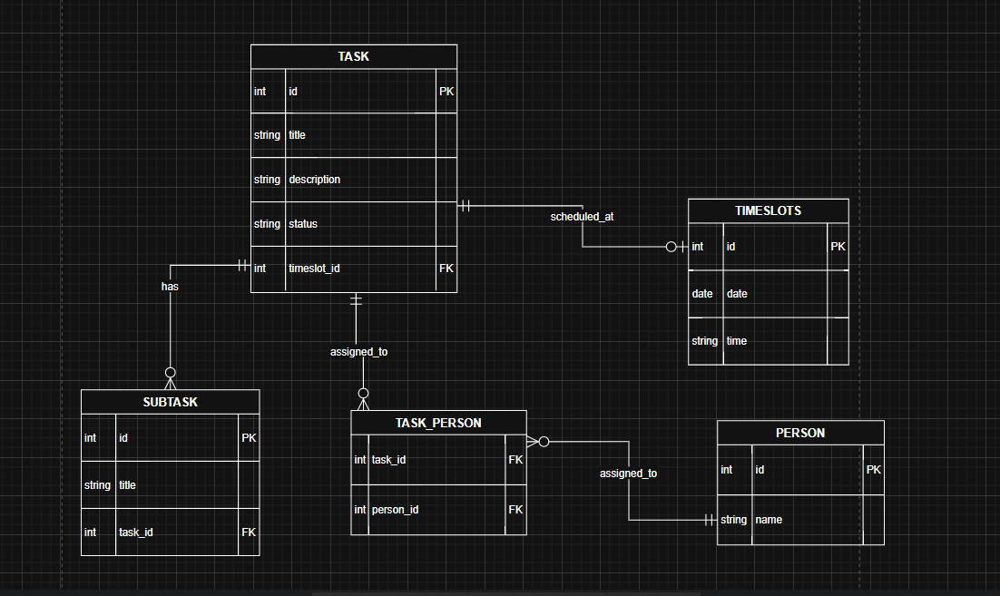 TASK
int id PK
string title
string description
string status
int timeslot_id FK
scheduled_at
TIMESLOTS
int id PK
date date
string time
has
assigned_to
SUBTASK
int id PK
string title
int task_id FK
TASK_PERSON
int task_id FK
int person_id FK
assigned_to
PERSON
int id PK
string name